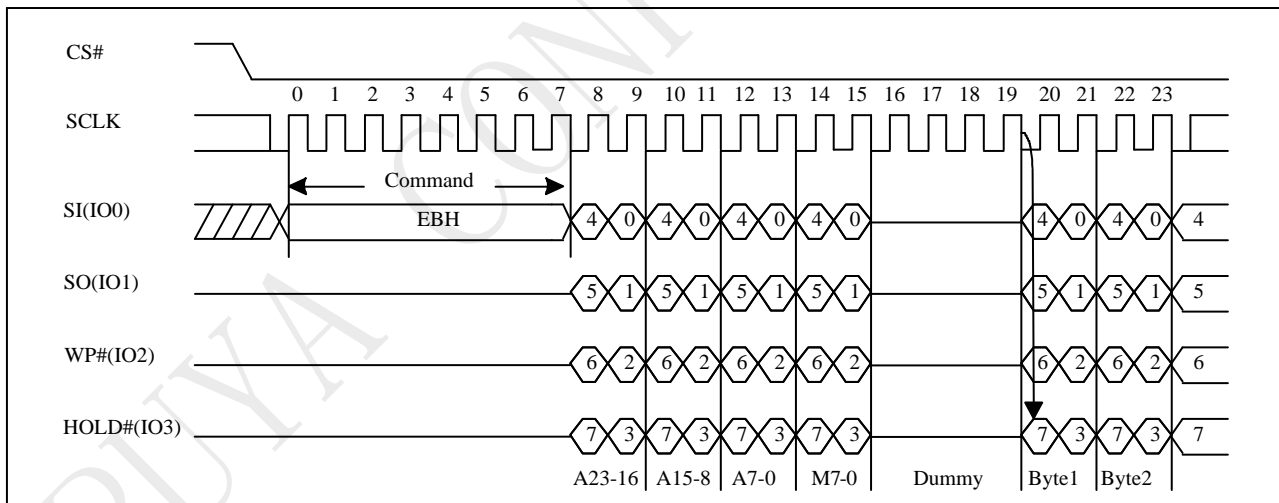 CS#
0 1 2 3 4 5 6 7 8 9 10 11 12 13 14 15 16 17 18 19 20 21 22 23
SCLK
Command
SI(IO0)
EBH
4 0 4 0 4 0 4 0 4 0 4 0 4
SO(IO1)
5 1 5 1 5 1 5 1 5 1 5 1 5
WP#(IO2)
6 2 6 2 6 2 6 2 6 2 6 2 6
HOLD#(IO3)
7 3 7 3 7 3 7 3 7 3 7 3 7
A23-16 A15-8 A7-0 M7-0 Dummy Byte1 Byte2